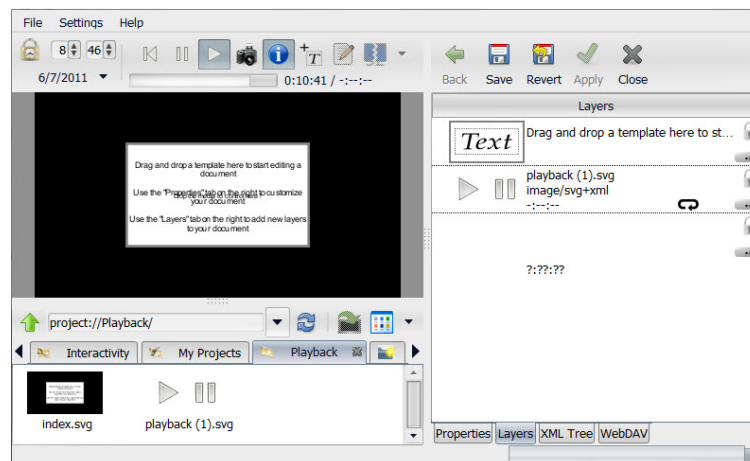 File Settings Help
8 46
6/7/2011
0:10:41 / -:--:--
T
Back Save Revert Apply Close
Layers
Text
Drag and drop a template here to st...
playback (1).svg
image/svg+xml
-:--:--
?:??:??
Drag and drop a template here to start editing a
document
Use the "Properties" tab on the right to customize
your document
Use the "Layers" tab on the right to add new layers
to your document
project://Playback/
Interactivity My Projects Playback
index.svg playback (1).svg
Properties Layers XML Tree WebDAV